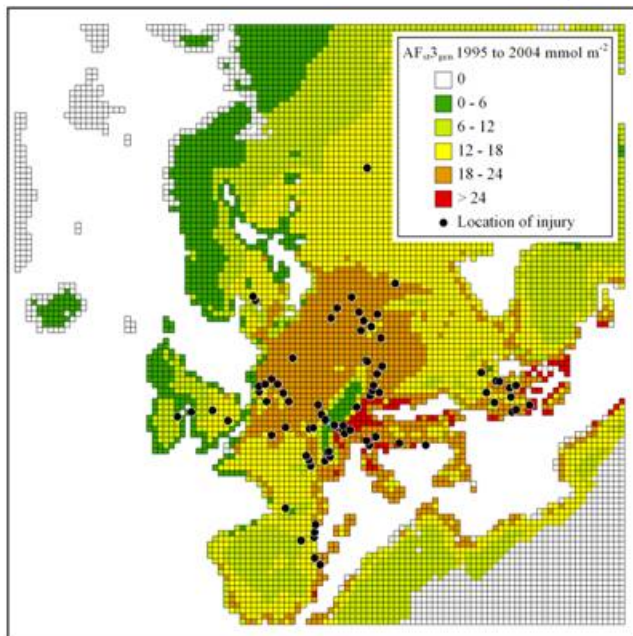 AFst3gen 1995 to 2004 mmol m-2
0
0 - 6
6 - 12
12 - 18
18 - 24
> 24
Location of injury